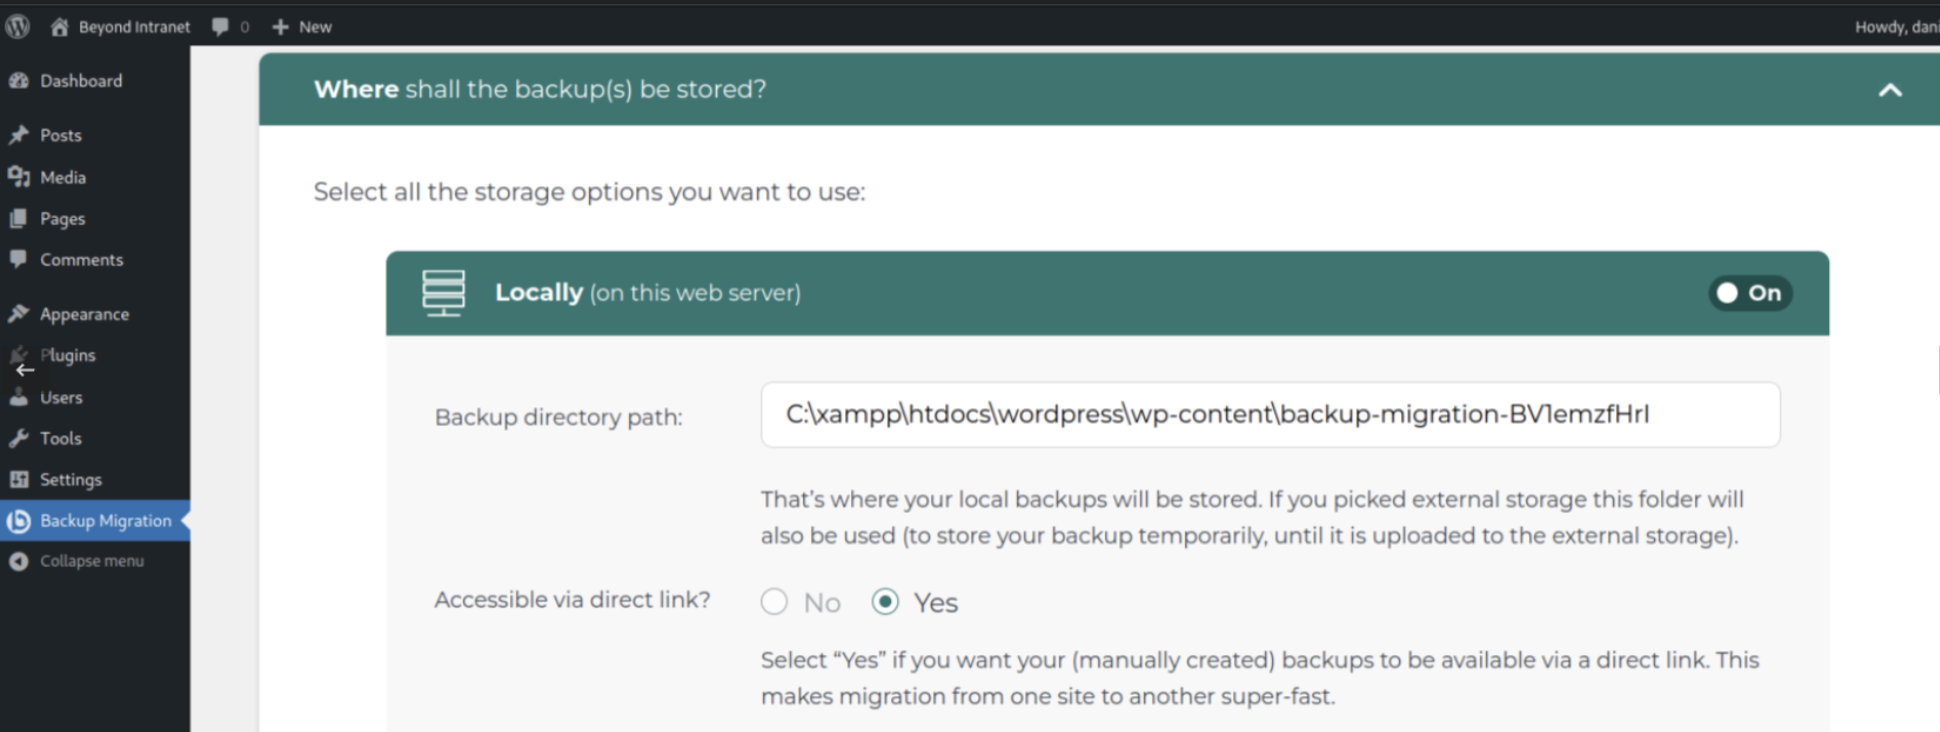 Beyond Intranet 0 New Howdy, dani
Dashboard
Posts
Media
Pages
Comments
Appearance
Plugins
Users
Tools
Settings
Backup Migration
Collapse menu
Where shall the backup(s) be stored?
Select all the storage options you want to use:
Locally (on this web server) On
Backup directory path: C:\xampp\htdocs\wordpress\wp-content\backup-migration-BV1emzfHrI
That's where your local backups will be stored. If you picked external storage this folder will
also be used (to store your backup temporarily, until it is uploaded to the external storage).
Accessible via direct link? No Yes
Select “Yes” if you want your (manually created) backups to be available via a direct link. This
makes migration from one site to another super-fast.